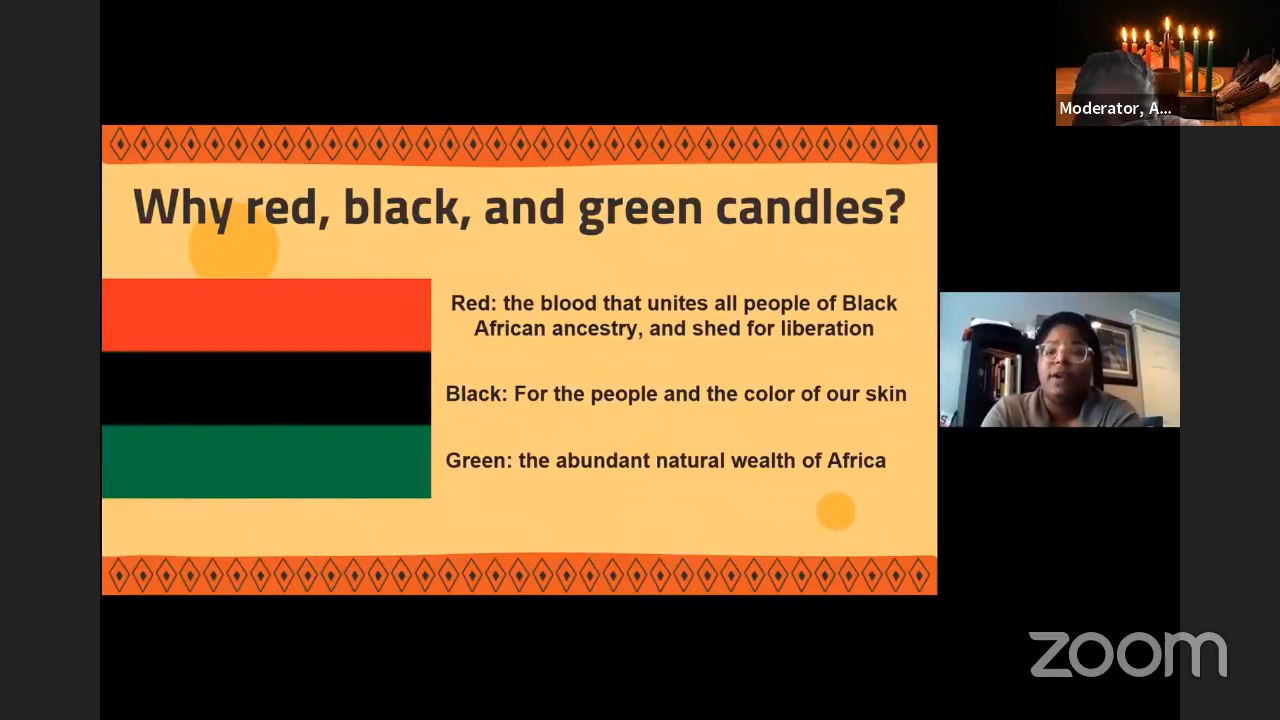 Moderator, A...
Why red, black, and green candles?
Red: the blood that unites all people of Black
African ancestry, and shed for liberation
Black: For the people and the color of our skin
Green: the abundant natural wealth of Africa
zoom